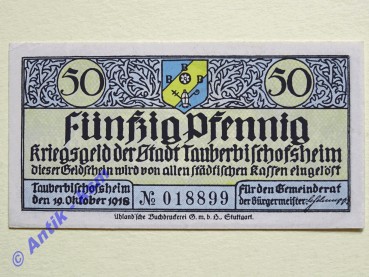 50 B B D B 50
Fünfzig Pfennig
Kriegsgeld der Stadt Tauberbischofsheim
dieser Geldschein wird von allen städtischen Kassen eingelöst
Tauberbischofsheim
den 19. Oktober 1918
№ 018899
für den Gemeinderat
der Bürgermeister:
Uhland'sche Buchdruckerei G. m. b. H., Stuttgart.